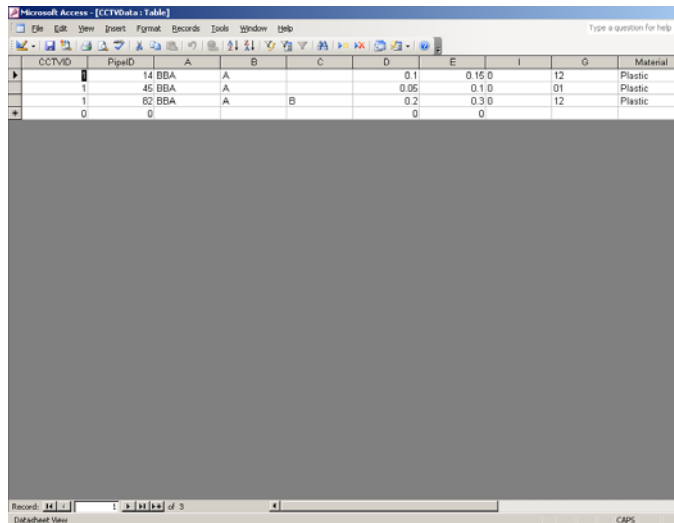 Microsoft Access - [CCTVData : Table]
File Edit View Insert Format Records Tools Window Help Type a question for help
CCTVID PipeID A B C D E I G Material
1 14 BBA A 0.1 0.15 0 12 Plastic
1 45 BBA A 0.05 0.1 0 01 Plastic
1 82 BBA A B 0.2 0.3 0 12 Plastic
0 0 0 0
Record: 1 of 3
Datasheet View CAPS